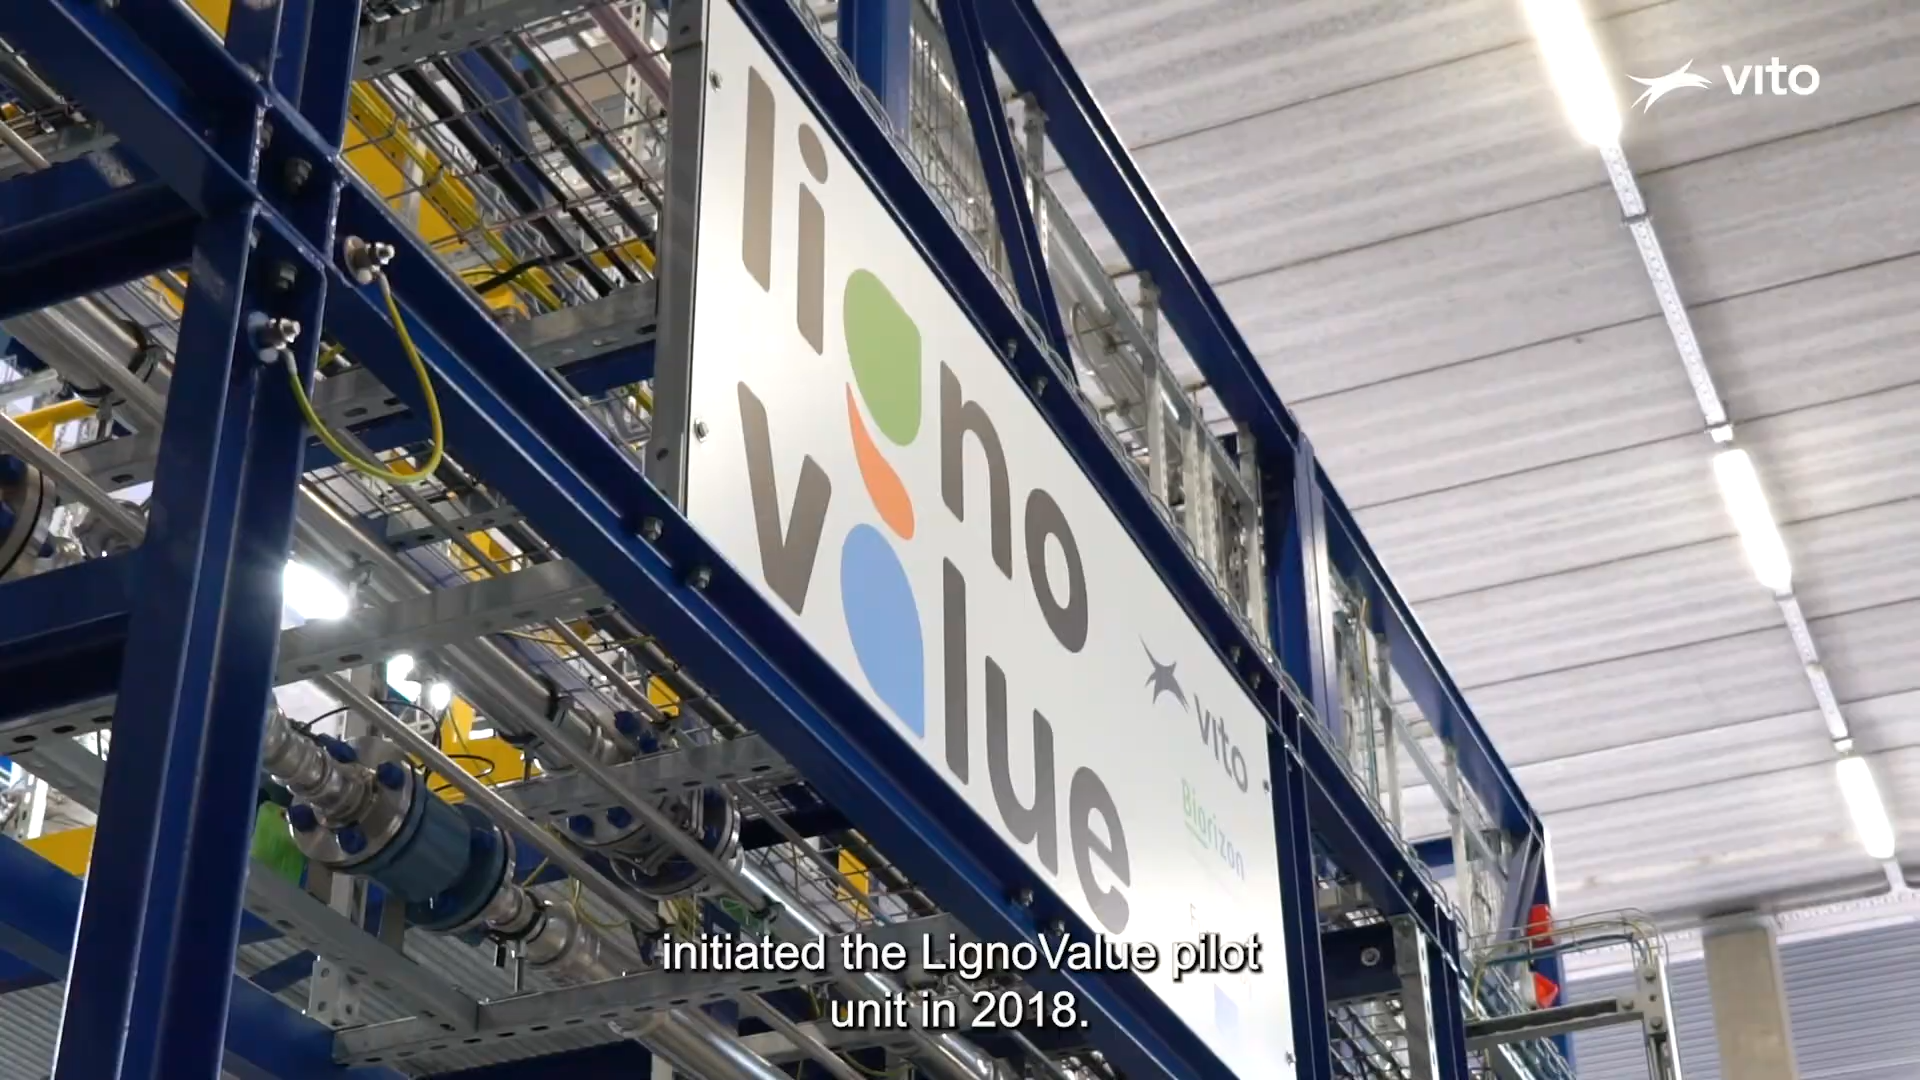 vito
ligno
value
vito
Biorizon
initiated the LignoValue pilot
unit in 2018.